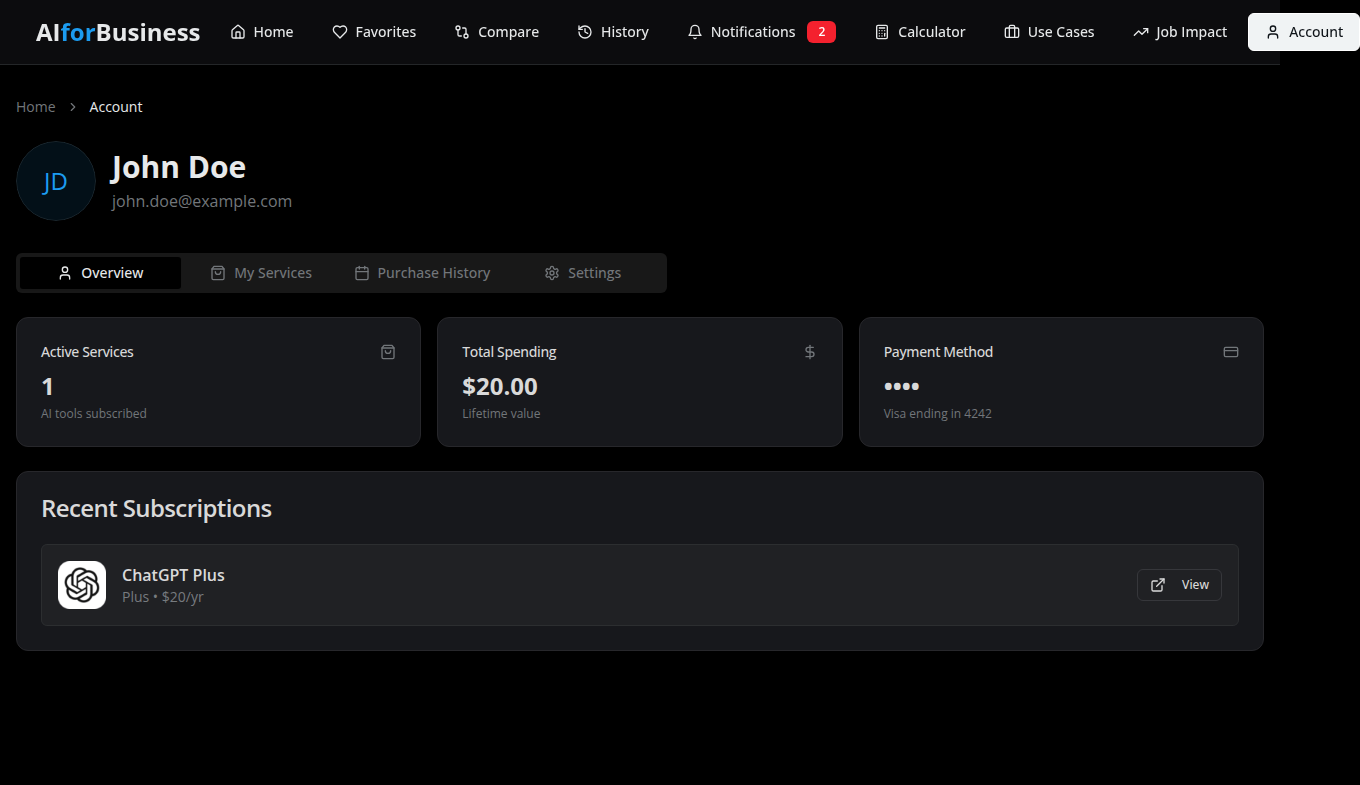 AIforBusiness Home Favorites Compare History Notifications 2 Calculator Use Cases Job Impact Account
Home > Account
JD
John Doe
john.doe@example.com
Overview My Services Purchase History Settings
Active Services
1
AI tools subscribed
Total Spending
$20.00
Lifetime value
Payment Method
••••
Visa ending in 4242
Recent Subscriptions
ChatGPT Plus
Plus • $20/yr
View